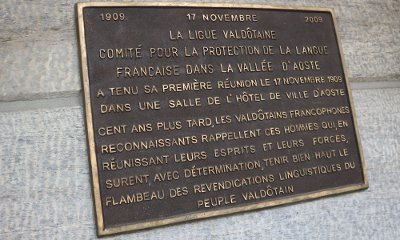 1909 17 NOVEMBRE 2009
LA LIGUE VALDÔTAINE
COMITÉ POUR LA PROTECTION DE LA LANGUE
FRANÇAISE DANS LA VALLÉE D'AOSTE
A TENU SA PREMIÈRE RÉUNION LE 17 NOVEMBRE 1909
DANS UNE SALLE DE L'HÔTEL DE VILLE D'AOSTE
CENT ANS PLUS TARD, LES VALDÔTAINS FRANCOPHONES
RECONNAISSANTS RAPPELLENT CES HOMMES QUI, EN
RÉUNISSANT LEURS ESPRITS ET LEURS FORCES,
SURENT, AVEC DÉTERMINATION, TENIR BIEN HAUT LE
FLAMBEAU DES REVENDICATIONS LINGUISTIQUES DU
PEUPLE VALDÔTAIN